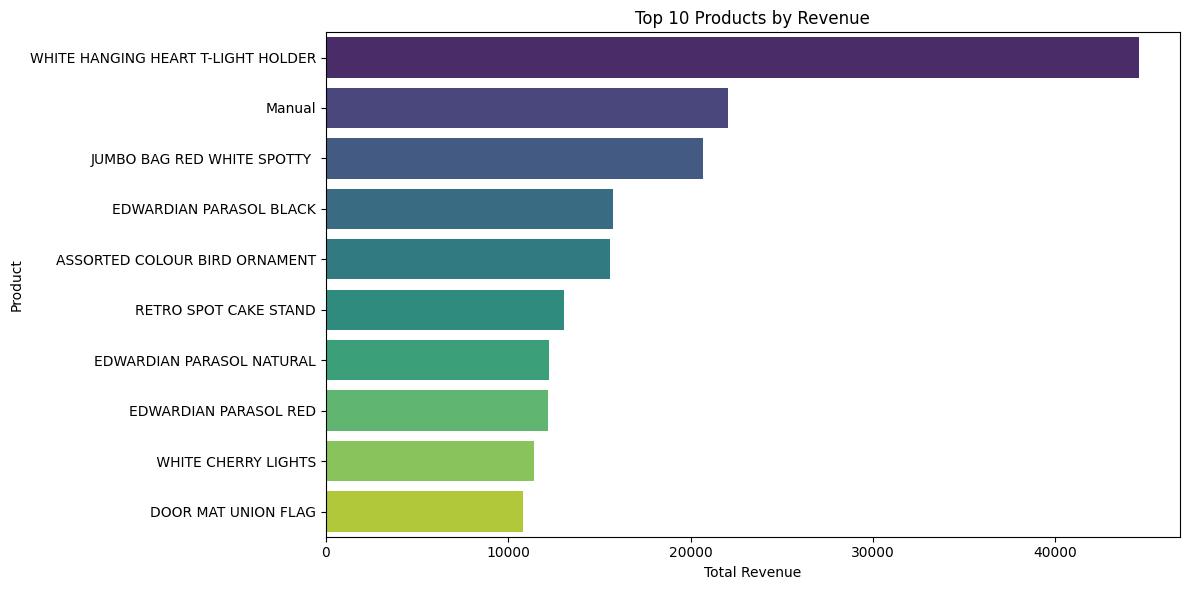 Top 10 Products by Revenue
WHITE HANGING HEART T-LIGHT HOLDER
Manual
JUMBO BAG RED WHITE SPOTTY
EDWARDIAN PARASOL BLACK
ASSORTED COLOUR BIRD ORNAMENT
RETRO SPOT CAKE STAND
EDWARDIAN PARASOL NATURAL
EDWARDIAN PARASOL RED
WHITE CHERRY LIGHTS
DOOR MAT UNION FLAG
Product
0 10000 20000 30000 40000
Total Revenue